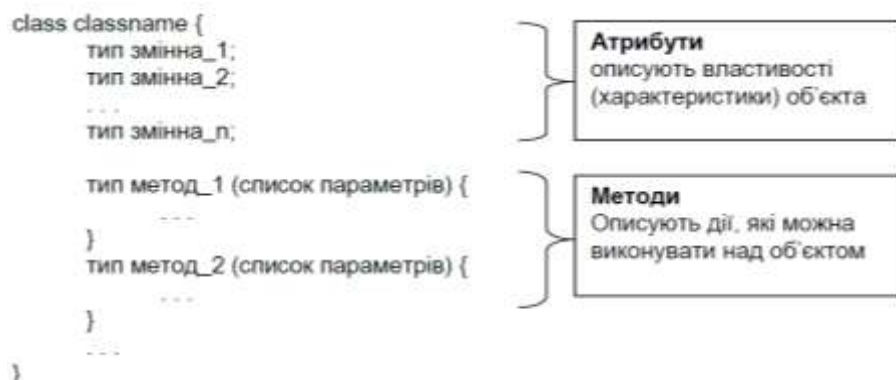 class classname {
тип змінна_1;
тип змінна_2;
. . .
тип змінна_n;
тип метод_1 (список параметрів) {
. . .
}
тип метод_2 (список параметрів) {
. . .
}
. . .
}
Атрибути
описують властивості
(характеристики) об'єкта
Методи
Описують дії, які можна
виконувати над об'єктом